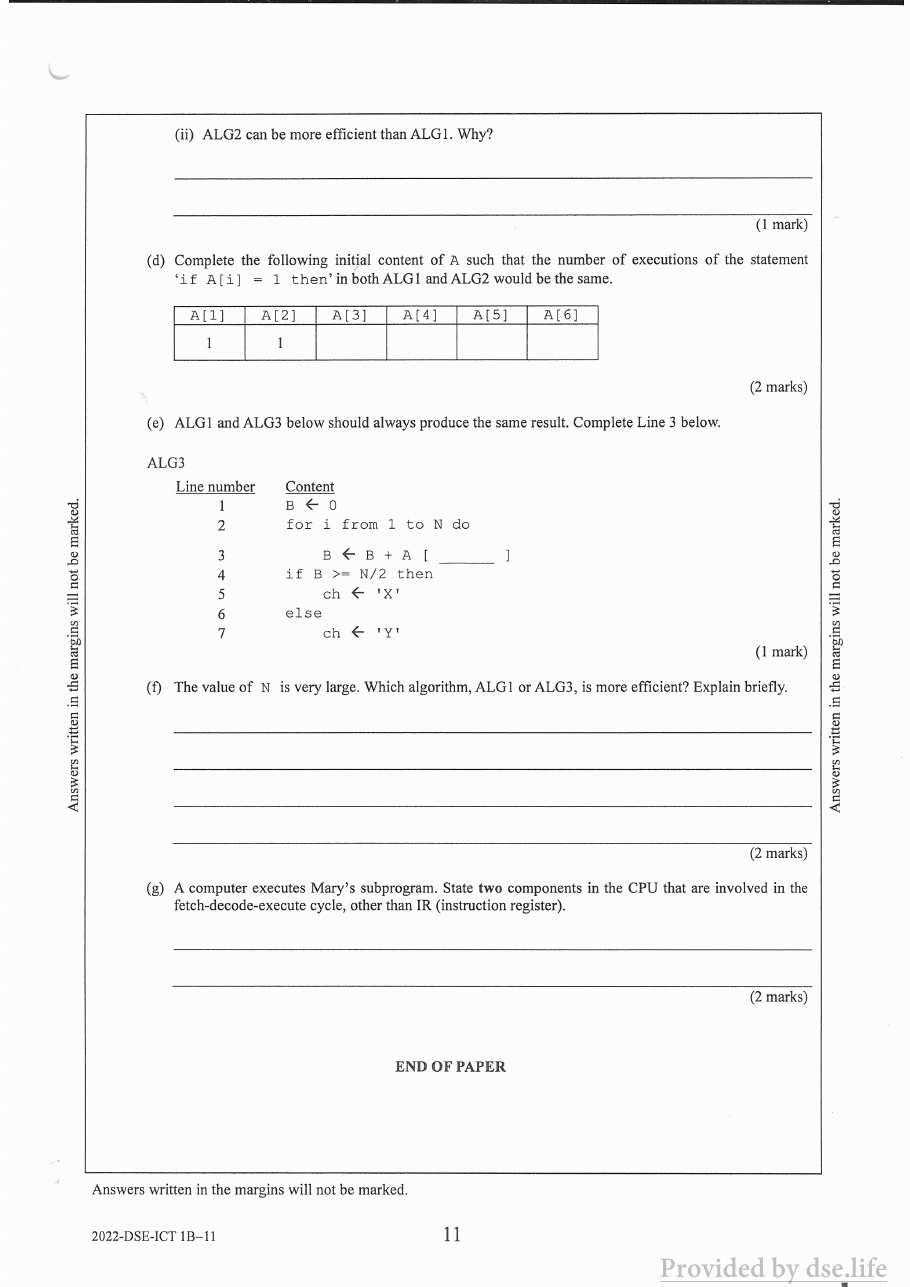 (ii) ALG2 can be more efficient than ALG1. Why?
(1 mark)
(d) Complete the following initial content of A such that the number of executions of the statement
‘if A[i] = 1 then’ in both ALG1 and ALG2 would be the same.
A[1] A[2] A[3] A[4] A[5] A[6]
1 1
(2 marks)
(e) ALG1 and ALG3 below should always produce the same result. Complete Line 3 below.
ALG3
Line number Content
1 B ← 0
2 for i from 1 to N do
3 B ← B + A [ ______ ]
4 if B >= N/2 then
5 ch ← 'X'
6 else
7 ch ← 'Y'
(1 mark)
(f) The value of N is very large. Which algorithm, ALG1 or ALG3, is more efficient? Explain briefly.
(2 marks)
(g) A computer executes Mary’s subprogram. State two components in the CPU that are involved in the
fetch-decode-execute cycle, other than IR (instruction register).
(2 marks)
END OF PAPER
Answers written in the margins will not be marked.
Answers written in the margins will not be marked.
Answers written in the margins will not be marked.
2022-DSE-ICT 1B–11
11
Provided by dse.life